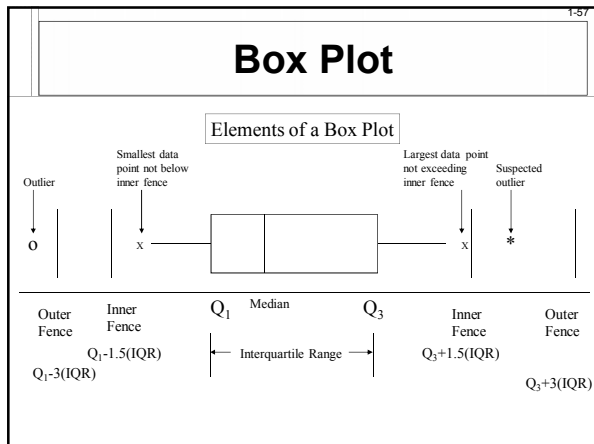 1-57
Box Plot
Elements of a Box Plot
Smallest data
point not below
inner fence
Largest data point
not exceeding
inner fence
Suspected
outlier
Outlier
o
x
x
*
Outer
Fence
Inner
Fence
Q₁
Median
Q₃
Inner
Fence
Outer
Fence
Q₁-1.5(IQR)
Interquartile Range
Q₃+1.5(IQR)
Q₁-3(IQR)
Q₃+3(IQR)